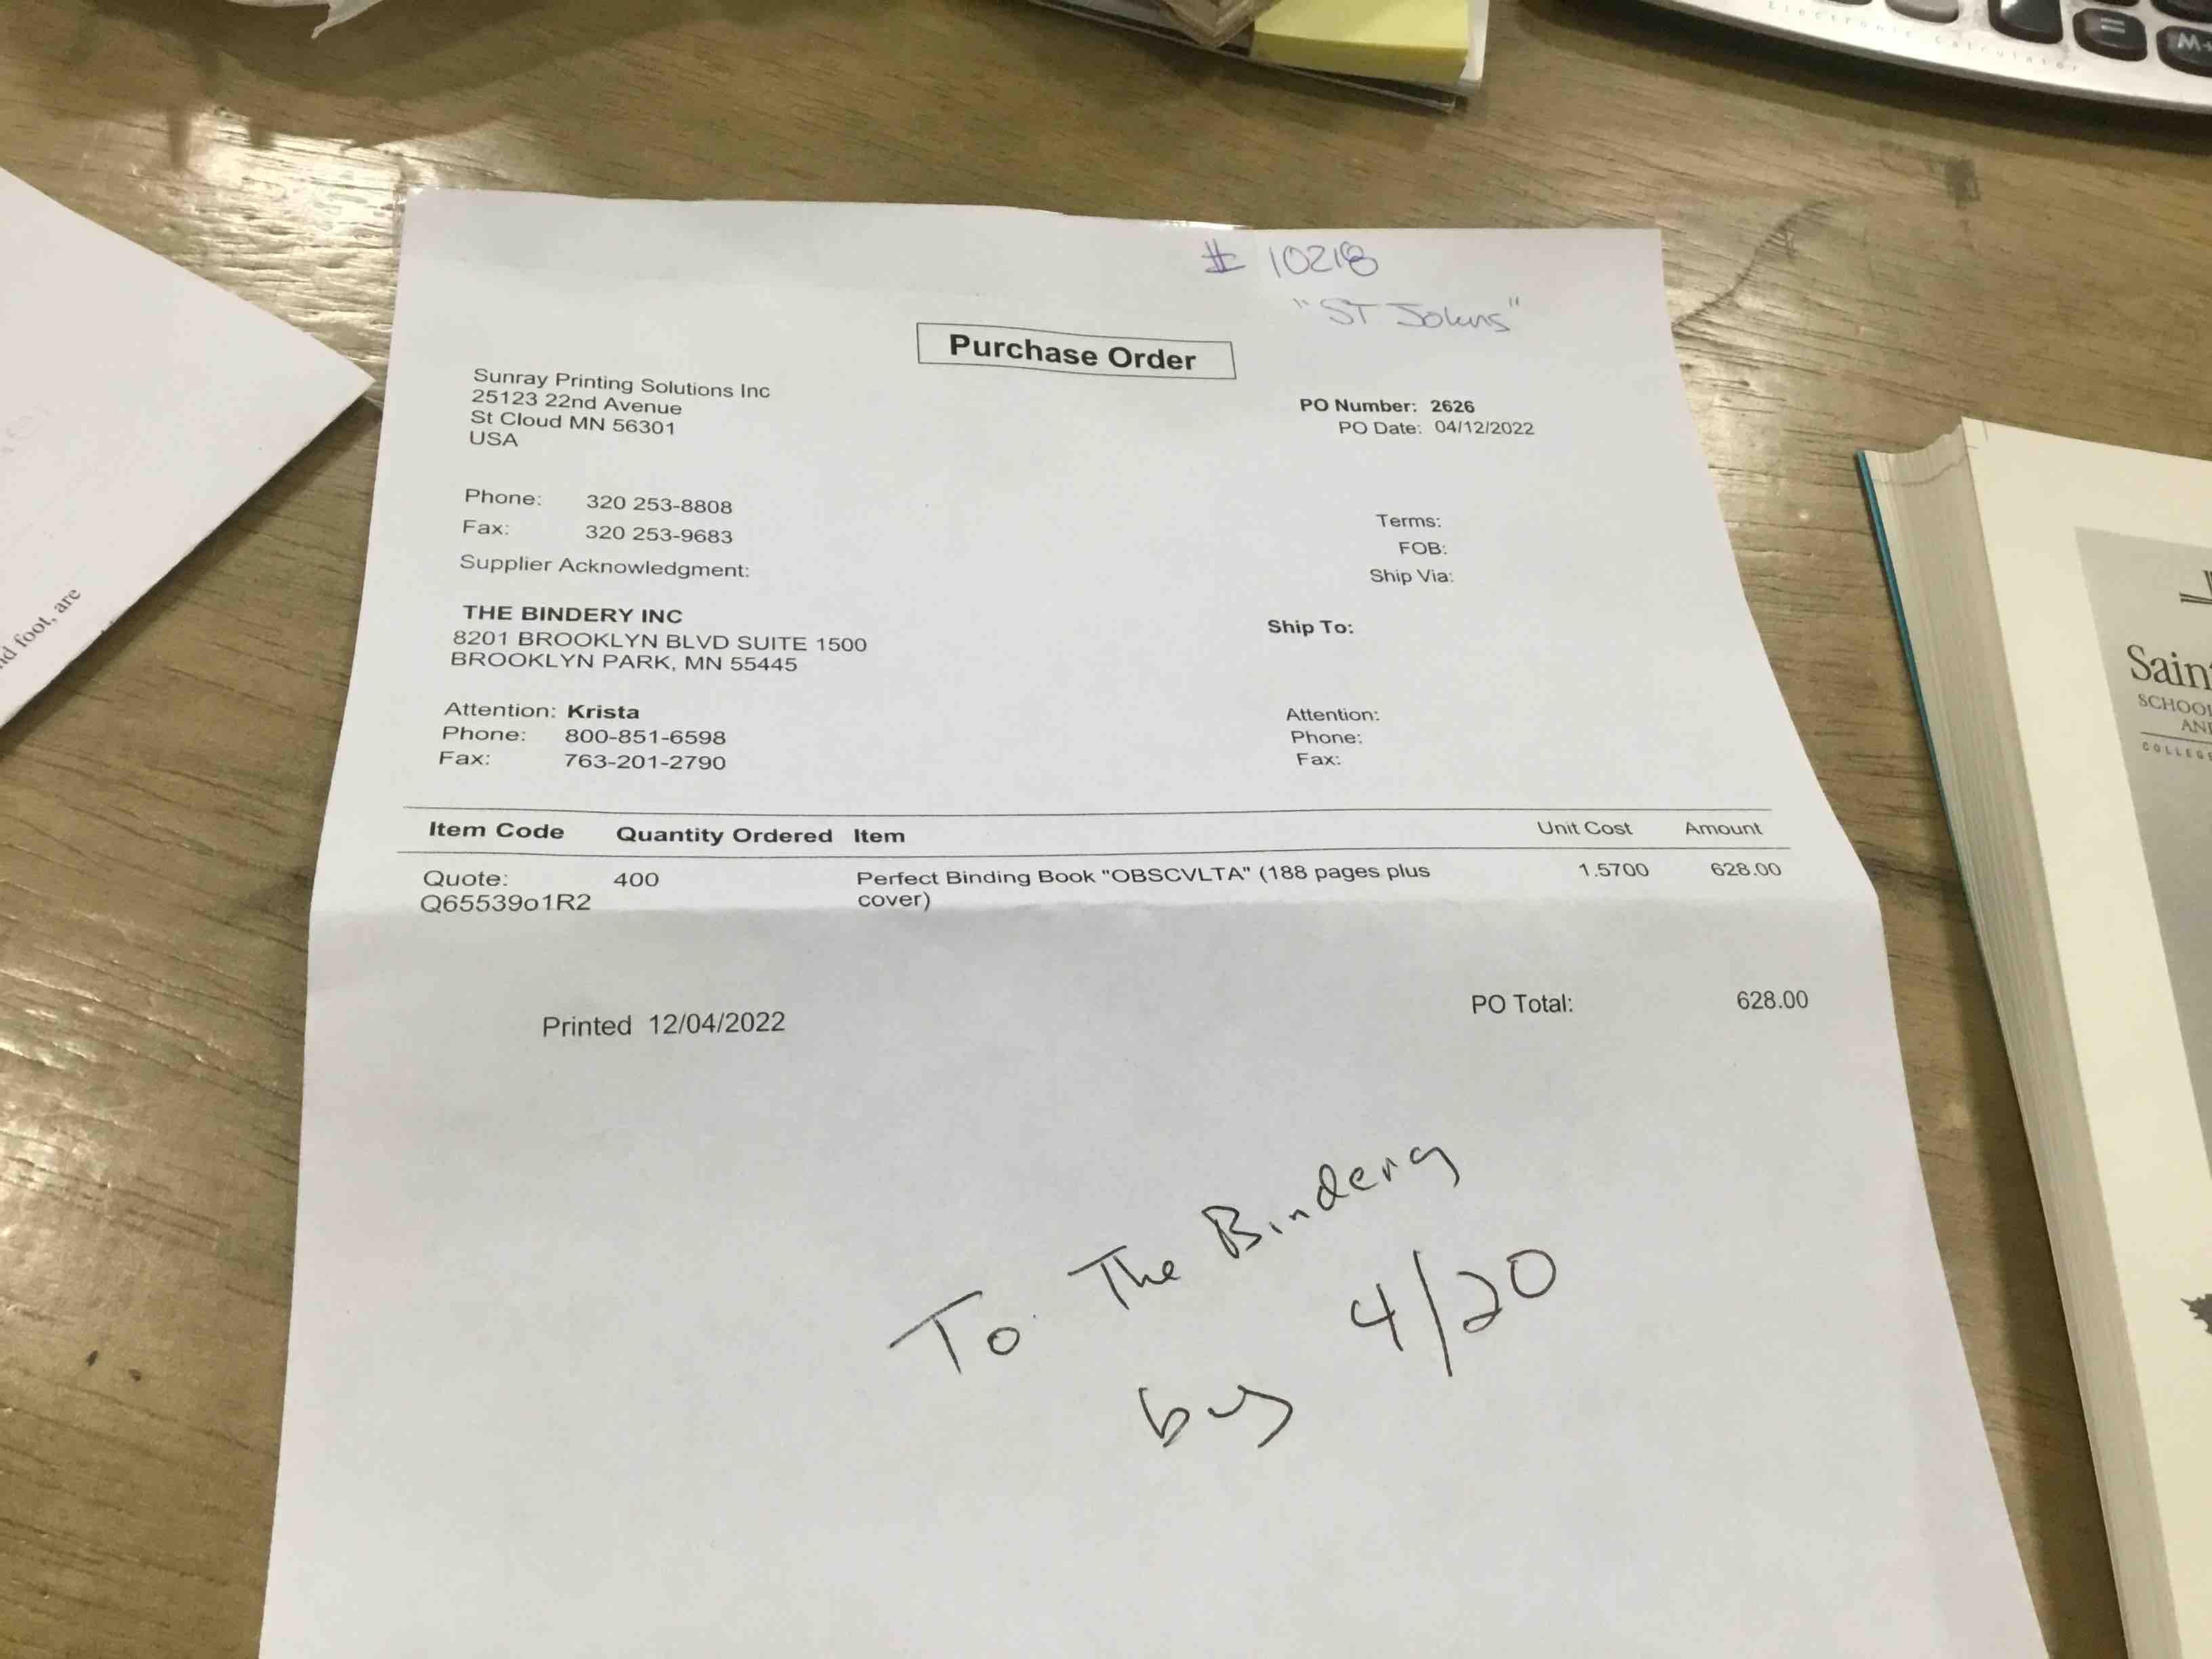 Electronic Calculator
=
M+
# 10218
"ST Johns"
Purchase Order
Sunray Printing Solutions Inc
25123 22nd Avenue
St Cloud MN 56301
USA
PO Number: 2626
PO Date: 04/12/2022
Phone: 320 253-8808
Fax: 320 253-9683
Supplier Acknowledgment:
Terms:
FOB:
Ship Via:
THE BINDERY INC
8201 BROOKLYN BLVD SUITE 1500
BROOKLYN PARK, MN 55445
Ship To:
Attention: Krista
Phone: 800-851-6598
Fax: 763-201-2790
Attention:
Phone:
Fax:
Item Code Quantity Ordered Item Unit Cost Amount
Quote: 400 Perfect Binding Book "OBSCVLTA" (188 pages plus 1.5700 628.00
Q65539o1R2 cover)
PO Total: 628.00
Printed 12/04/2022
To The Bindery
by 4/20
foot, are